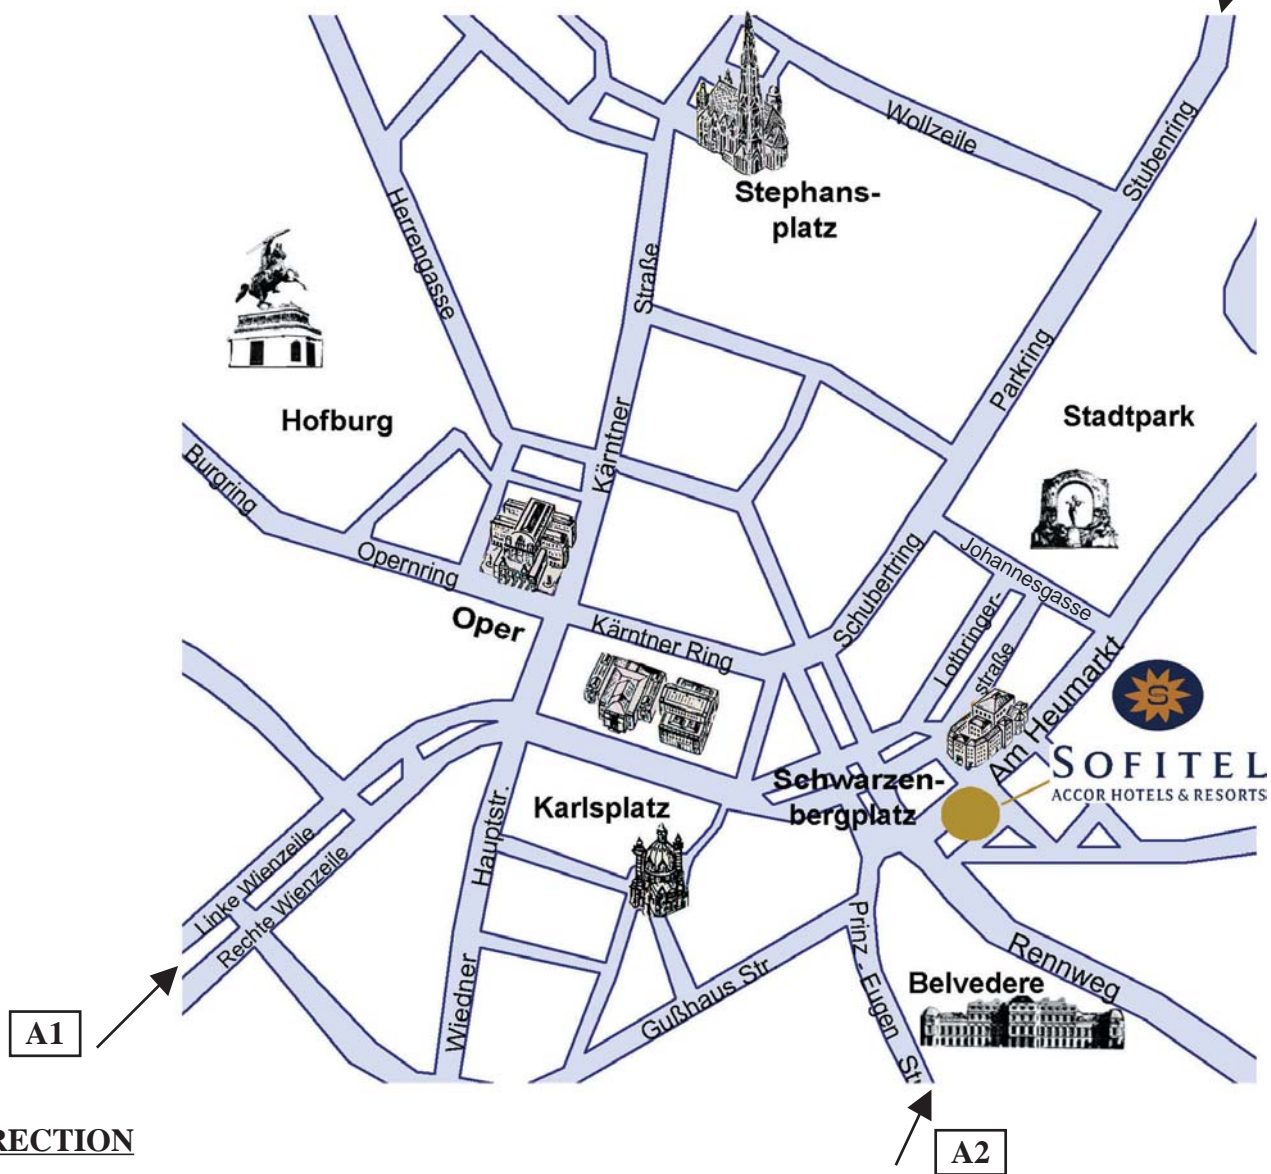 Wollzeile
Stubenring
Stephans-
platz
Herrengasse
Straße
Parkring
Hofburg
Stadtpark
Kärntner
Burgring
Opernring
Johannesgasse
Schubertring
Oper
Kärntner Ring
Lothringer-
straße
Am Heumarkt
S
SOFITEL
ACCOR HOTELS & RESORTS
Schwarzen-
bergplatz
Karlsplatz
Hauptstr.
Linke Wienzeile
Rechte Wienzeile
Prinz - Eugen Str
Rennweg
Belvedere
Gußhaus Str
Wiedner
A1
RECTION
A2